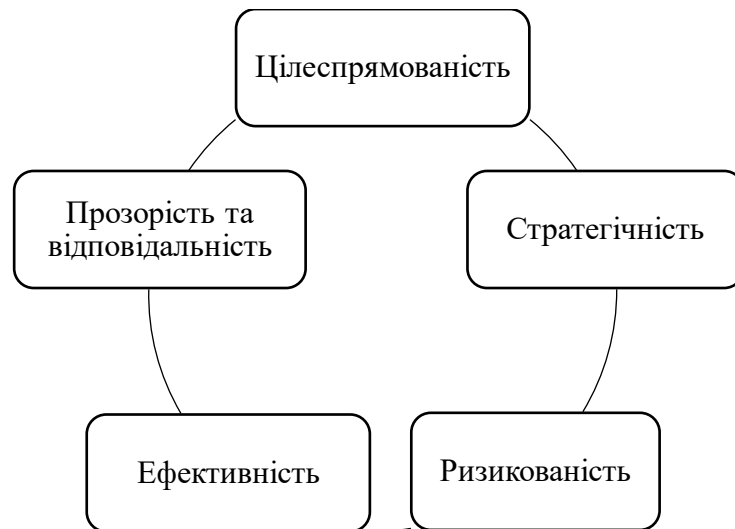 Цілеспрямованість
Прозорість та
відповідальність
Стратегічність
Ефективність
Ризикованість